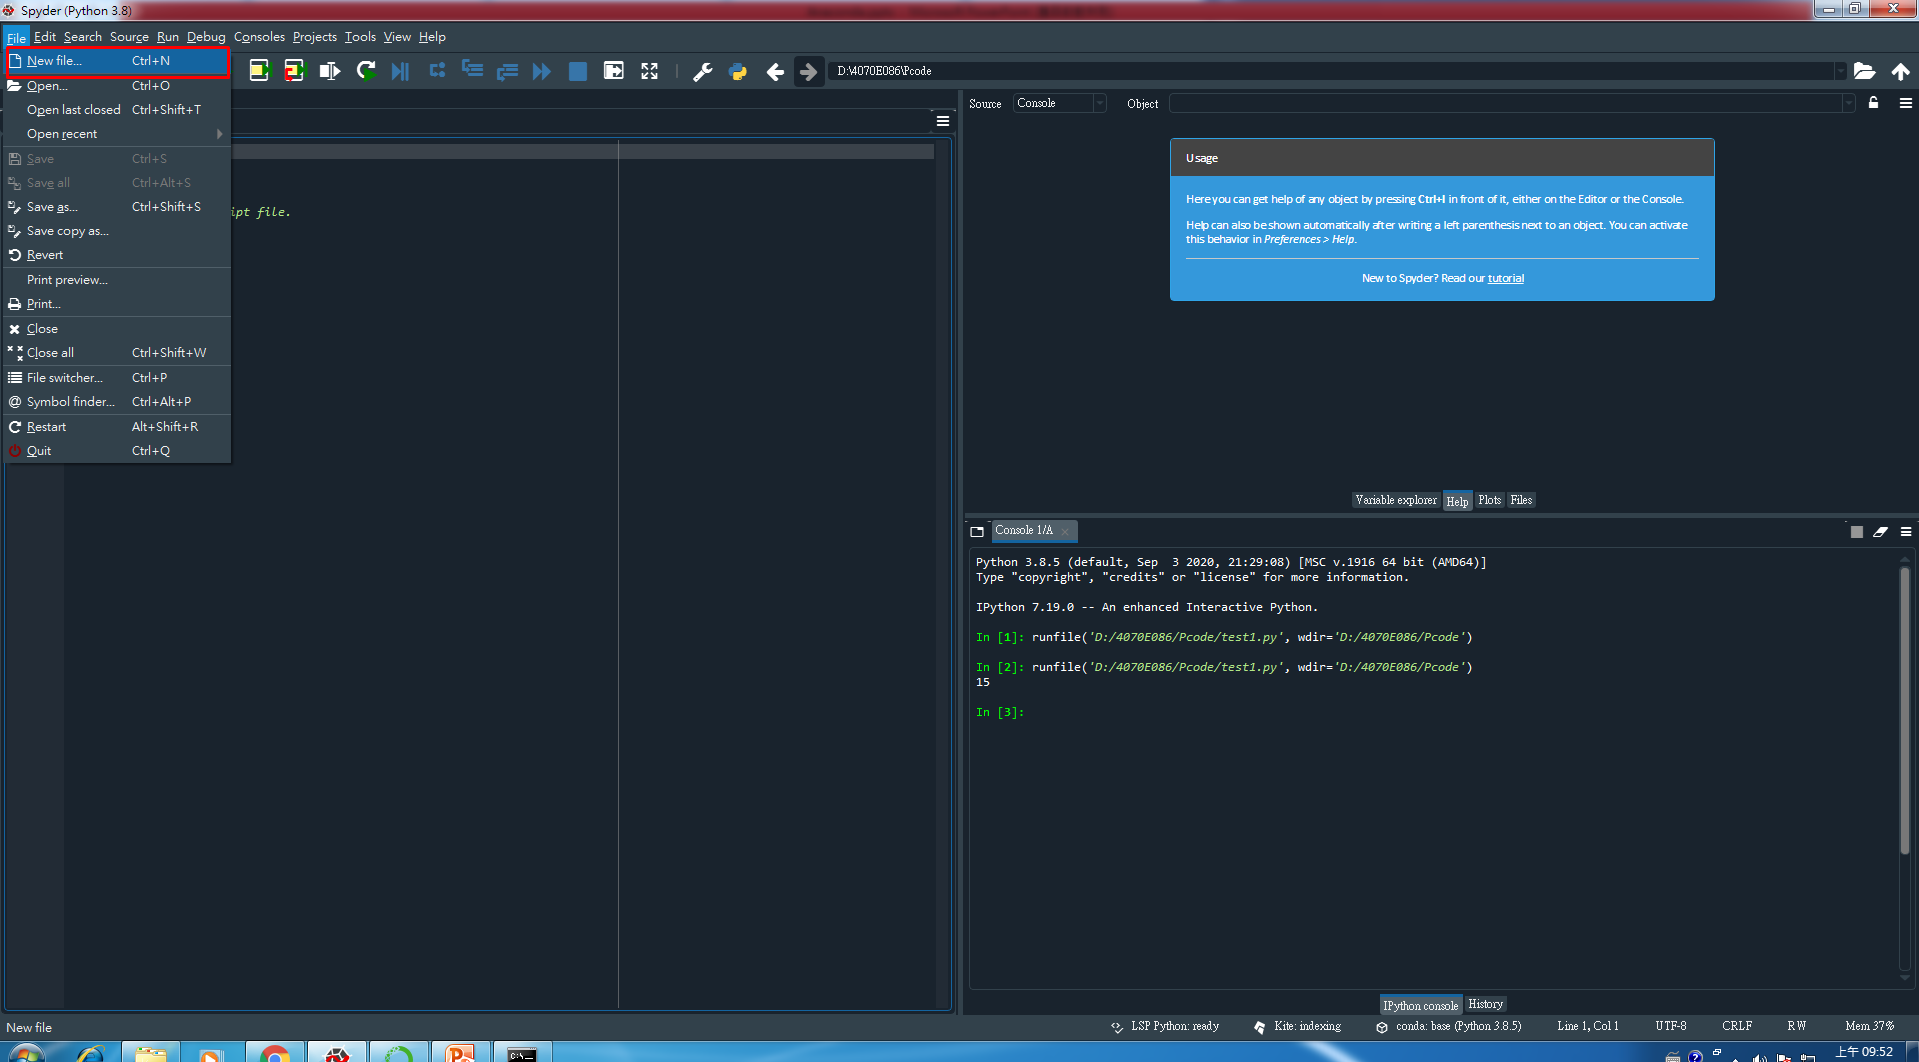 Spyder (Python 3.8)
File Edit Search Source Run Debug Consoles Projects Tools View Help
New file... Ctrl+N
Open... Ctrl+O
Open last closed Ctrl+Shift+T
Open recent
Save Ctrl+S
Save all Ctrl+Alt+S
Save as... Ctrl+Shift+S
Save copy as...
Revert
Print preview...
Print...
Close
Close all Ctrl+Shift+W
File switcher... Ctrl+P
@ Symbol finder... Ctrl+Alt+P
Restart Alt+Shift+R
Quit Ctrl+Q
D:\4070E086\Pcode
ipt file.
Source Console Object
Usage
Here you can get help of any object by pressing Ctrl+I in front of it, either on the Editor or the Console.
Help can also be shown automatically after writing a left parenthesis next to an object. You can activate
this behavior in Preferences > Help.
New to Spyder? Read our tutorial
Variable explorer Help Plots Files
Console 1/A
Python 3.8.5 (default, Sep  3 2020, 21:29:08) [MSC v.1916 64 bit (AMD64)]
Type "copyright", "credits" or "license" for more information.
IPython 7.19.0 -- An enhanced Interactive Python.
In [1]: runfile('D:/4070E086/Pcode/test1.py', wdir='D:/4070E086/Pcode')
In [2]: runfile('D:/4070E086/Pcode/test1.py', wdir='D:/4070E086/Pcode')
15
In [3]:
IPython console History
New file
LSP Python: ready Kite: indexing conda: base (Python 3.8.5) Line 1, Col 1 UTF-8 CRLF RW Mem 37%
上午 09:52